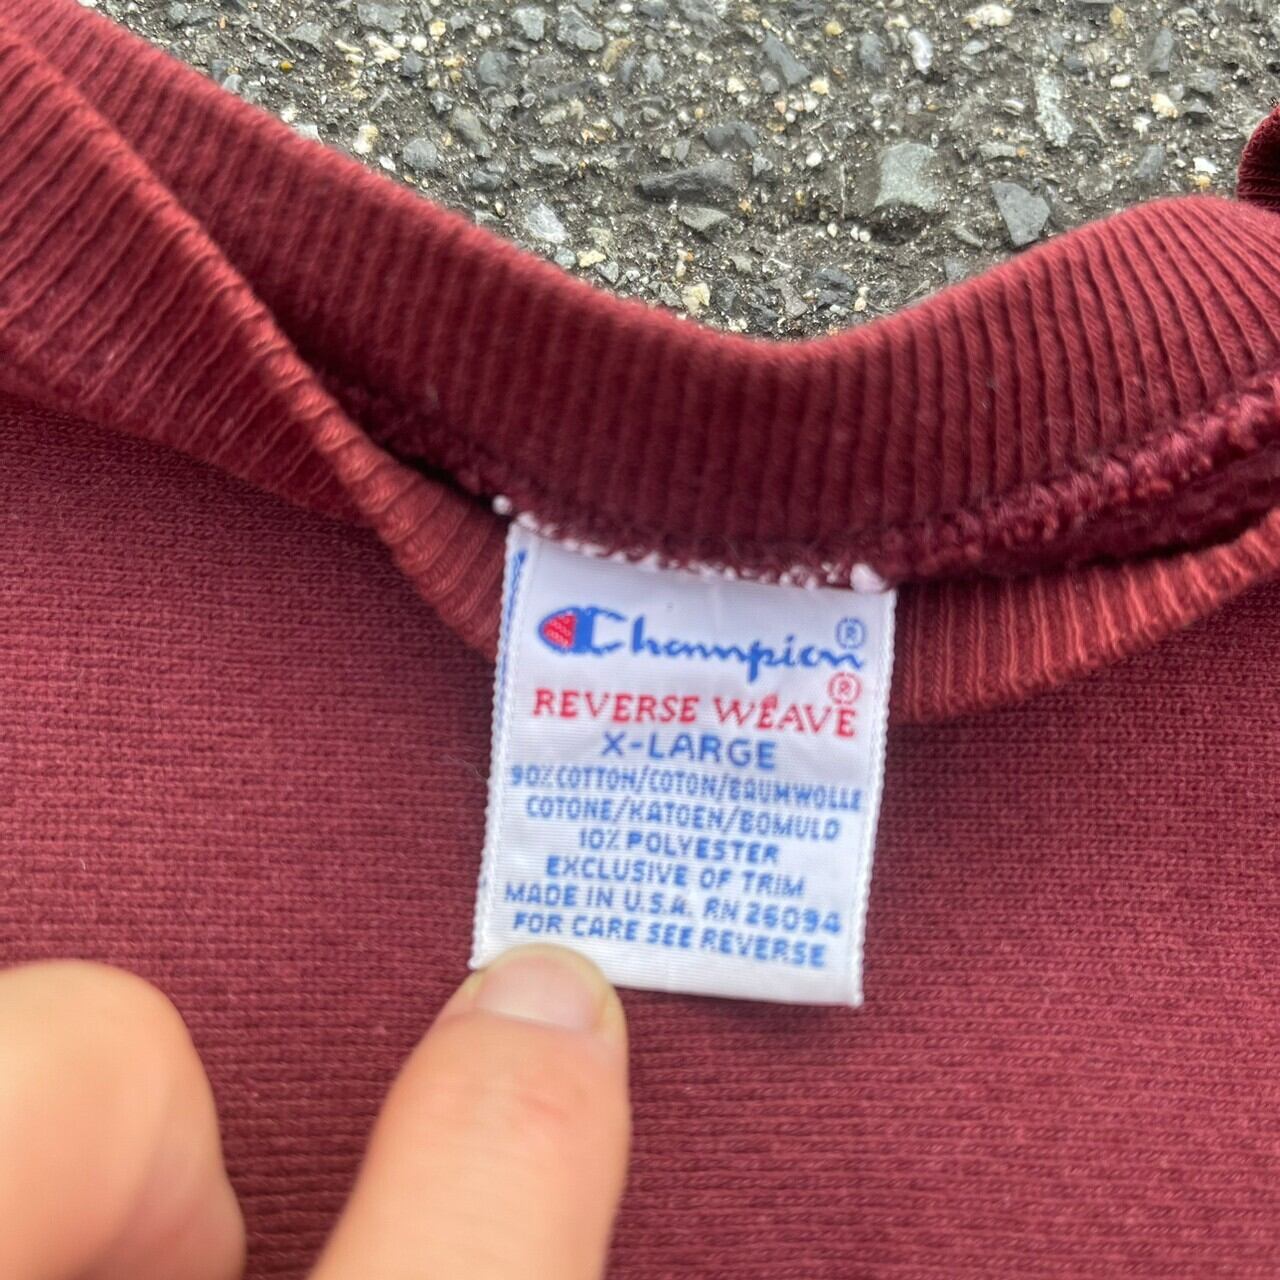 Champion®
REVERSE WEAVE®
X-LARGE
90% COTTON/COTON/BAUMWOLLE
COTONE/KATOEN/BOMULD
10% POLYESTER
EXCLUSIVE OF TRIM
MADE IN U.S.A. RN 26094
FOR CARE SEE REVERSE